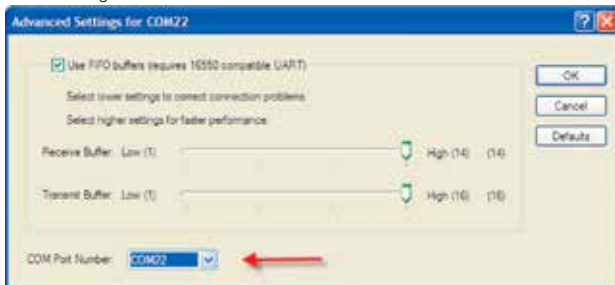 Advanced Settings for COM22
Use FIFO buffers (requires 16550 compatible UART)
OK
Select lower settings to correct connection problems.
Cancel
Select higher settings for faster performance.
Defaults
Receive Buffer: Low (1) High (14) (14)
Transmit Buffer: Low (1) High (16) (16)
COM Port Number: COM22